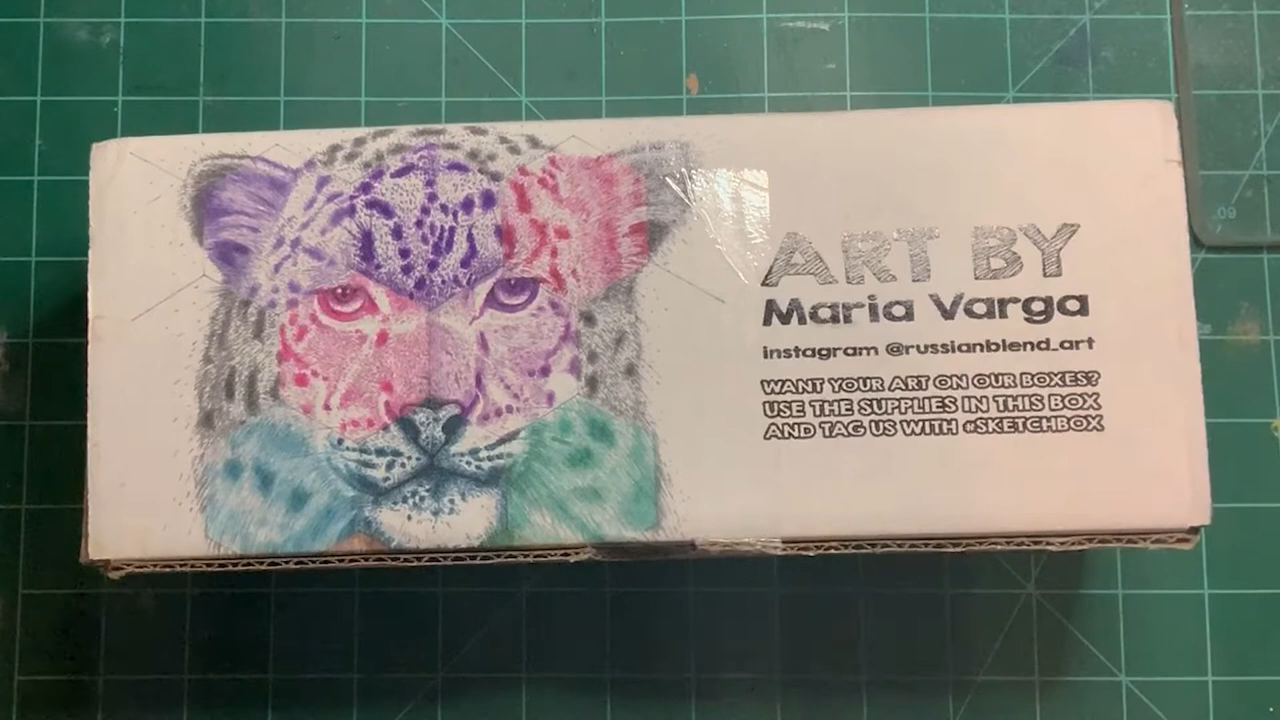 ART BY
Maria Varga
instagram @russianblend_art
WANT YOUR ART ON OUR BOXES?
USE THE SUPPLIES IN THIS BOX
AND TAG US WITH #SKETCHBOX
60